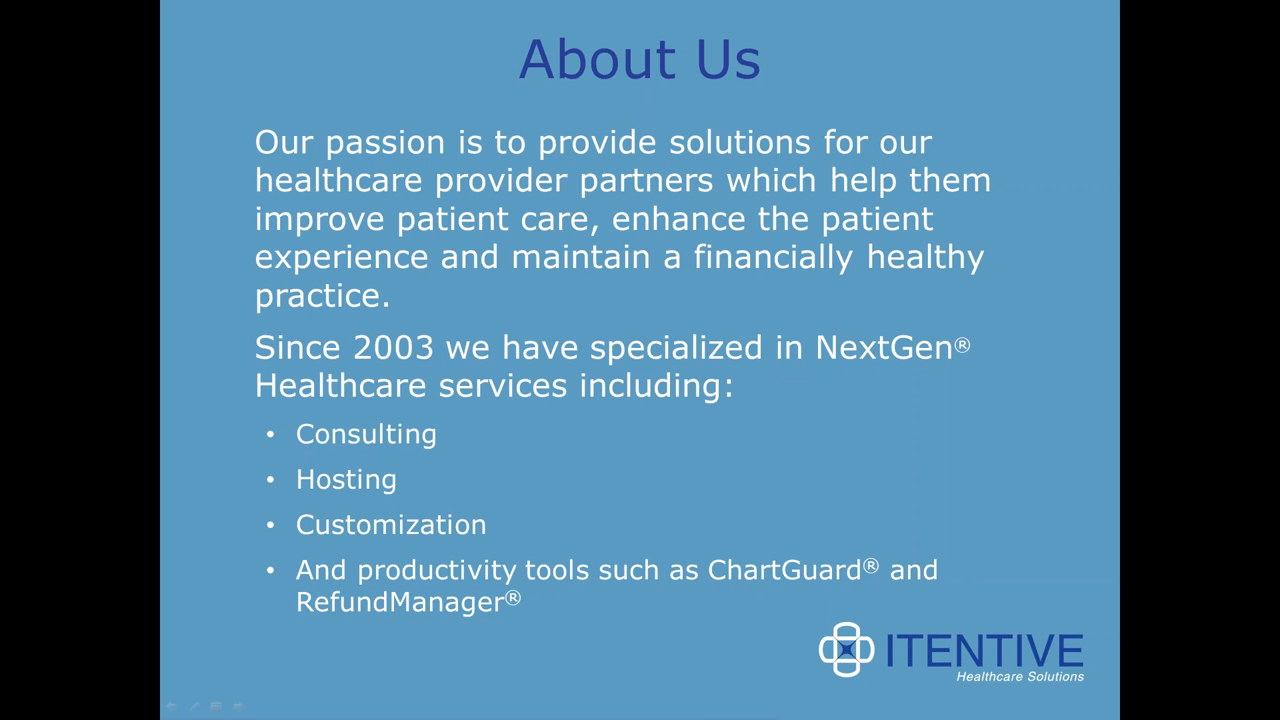 About Us
Our passion is to provide solutions for our
healthcare provider partners which help them
improve patient care, enhance the patient
experience and maintain a financially healthy
practice.
Since 2003 we have specialized in NextGen®
Healthcare services including:
• Consulting
• Hosting
• Customization
• And productivity tools such as ChartGuard® and
RefundManager®
ITENTIVE
Healthcare Solutions